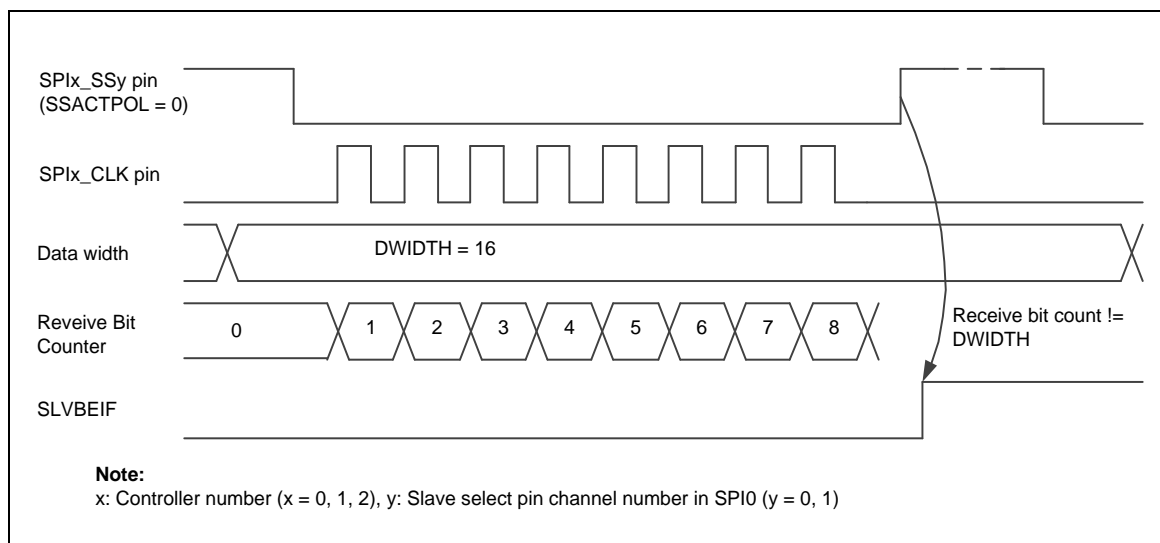 SPIx_SSy pin
(SSACTPOL = 0)
SPIx_CLK pin
Data width
DWIDTH = 16
Reveive Bit
Counter
0
1 2 3 4 5 6 7 8
Receive bit count !=
DWIDTH
SLVBEIF
Note:
x: Controller number (x = 0, 1, 2), y: Slave select pin channel number in SPI0 (y = 0, 1)